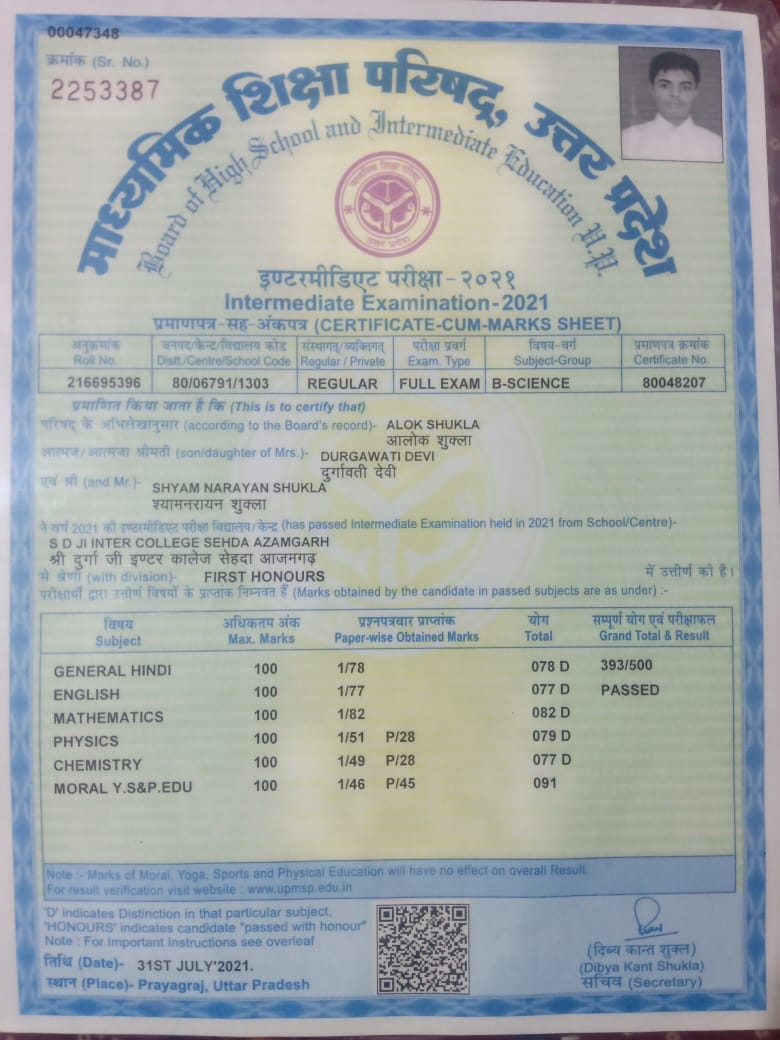 00047348
क्रमांक (Sr. No.)
2253387
माध्यमिक शिक्षा परिषद्, उत्तर प्रदेश
Board of High School and Intermediate Education U.P.
माध्यमिक शिक्षा परिषद्
उत्तर प्रदेश
इण्टरमीडिएट परीक्षा-२०२१
Intermediate Examination-2021
प्रमाणपत्र-सह-अंकपत्र (CERTIFICATE-CUM-MARKS SHEET)
अनुक्रमांक जनपद/केन्द्र/विद्यालय कोड संस्थागत/व्यक्तिगत् परीक्षा प्रवर्ग विषय-वर्ग प्रमाणपत्र क्रमांक
Roll No. Distt./Centre/School Code Regular / Private Exam. Type Subject-Group Certificate No.
216695396 80/06791/1303 REGULAR FULL EXAM B-SCIENCE 80048207
प्रमाणित किया जाता है कि (This is to certify that)
परिषद् के अभिलेखानुसार (according to the Board's record)- ALOK SHUKLA
आलोक शुक्ला
आत्मज/आत्मजा श्रीमती (son/daughter of Mrs.)- DURGAWATI DEVI
दुर्गावती देवी
एवं श्री (and Mr.)- SHYAM NARAYAN SHUKLA
श्यामनरायन शुक्ला
ने वर्ष 2021 की इण्टरमीडिएट परीक्षा विद्यालय/केन्द्र (has passed Intermediate Examination held in 2021 from School/Centre)-
S D JI INTER COLLEGE SEHDA AZAMGARH
श्री दुर्गा जी इण्टर कालेज सेहदा आजमगढ़
से श्रेणी (with division)- FIRST HONOURS में उत्तीर्ण की है।
परीक्षार्थी द्वारा उत्तीर्ण विषयों के प्राप्तांक निम्नवत हैं (Marks obtained by the candidate in passed subjects are as under) :-
विषय अधिकतम अंक प्रश्नपत्रवार प्राप्तांक योग सम्पूर्ण योग एवं परीक्षाफल
Subject Max. Marks Paper-wise Obtained Marks Total Grand Total & Result
GENERAL HINDI 100 1/78 078 D 393/500
ENGLISH 100 1/77 077 D PASSED
MATHEMATICS 100 1/82 082 D
PHYSICS 100 1/51 P/28 079 D
CHEMISTRY 100 1/49 P/28 077 D
MORAL Y.S&P.EDU 100 1/46 P/45 091
Note :- Marks of Moral, Yoga, Sports and Physical Education will have no effect on overall Result.
For result verification visit website : www.upmsp.edu.in
'D' Indicates Distinction in that particular subject,
'HONOURS' indicates candidate "passed with honour"
Note : For Important Instructions see overleaf
तिथि (Date)- 31ST JULY'2021.
स्थान (Place)- Prayagraj, Uttar Pradesh
(दिब्य कान्त शुक्ल)
(Dibya Kant Shukla)
सचिव (Secretary)